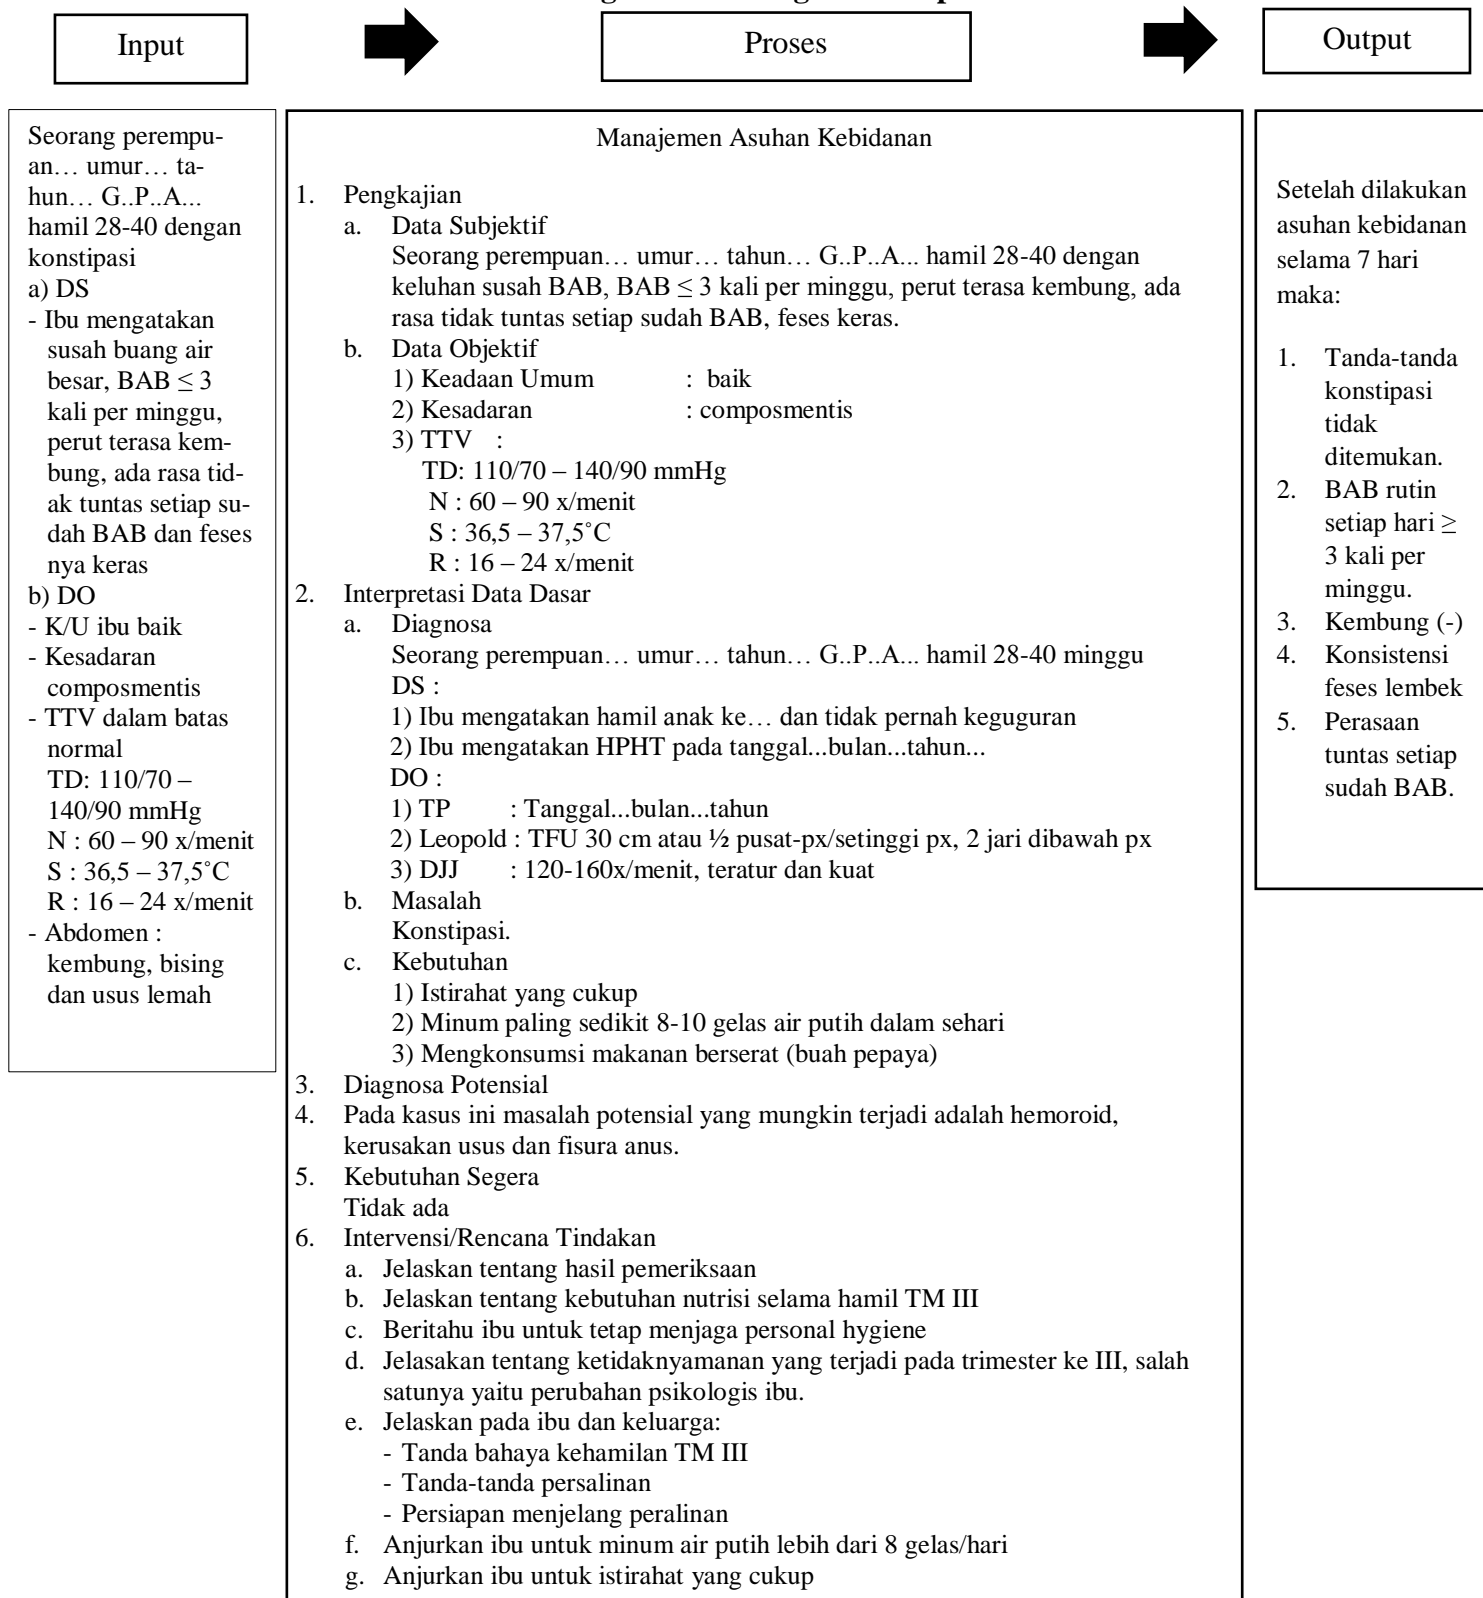 Input
Proses
Output
Seorang perempu-
an… umur… ta-
hun… G..P..A...
hamil 28-40 dengan
konstipasi
a) DS
- Ibu mengatakan
susah buang air
besar, BAB ≤ 3
kali per minggu,
perut terasa kem-
bung, ada rasa tid-
ak tuntas setiap su-
dah BAB dan feses
nya keras
b) DO
- K/U ibu baik
- Kesadaran
composmentis
- TTV dalam batas
normal
TD: 110/70 –
140/90 mmHg
N : 60 – 90 x/menit
S : 36,5 – 37,5˚C
R : 16 – 24 x/menit
- Abdomen :
kembung, bising
dan usus lemah
Manajemen Asuhan Kebidanan
1. Pengkajian
a. Data Subjektif
Seorang perempuan… umur… tahun… G..P..A... hamil 28-40 dengan
keluhan susah BAB, BAB ≤ 3 kali per minggu, perut terasa kembung, ada
rasa tidak tuntas setiap sudah BAB, feses keras.
b. Data Objektif
1) Keadaan Umum : baik
2) Kesadaran : composmentis
3) TTV :
TD: 110/70 – 140/90 mmHg
N : 60 – 90 x/menit
S : 36,5 – 37,5˚C
R : 16 – 24 x/menit
2. Interpretasi Data Dasar
a. Diagnosa
Seorang perempuan… umur… tahun… G..P..A... hamil 28-40 minggu
DS :
1) Ibu mengatakan hamil anak ke… dan tidak pernah keguguran
2) Ibu mengatakan HPHT pada tanggal...bulan...tahun...
DO :
1) TP : Tanggal...bulan...tahun
2) Leopold : TFU 30 cm atau ½ pusat-px/setinggi px, 2 jari dibawah px
3) DJJ : 120-160x/menit, teratur dan kuat
b. Masalah
Konstipasi.
c. Kebutuhan
1) Istirahat yang cukup
2) Minum paling sedikit 8-10 gelas air putih dalam sehari
3) Mengkonsumsi makanan berserat (buah pepaya)
3. Diagnosa Potensial
4. Pada kasus ini masalah potensial yang mungkin terjadi adalah hemoroid,
kerusakan usus dan fisura anus.
5. Kebutuhan Segera
Tidak ada
6. Intervensi/Rencana Tindakan
a. Jelaskan tentang hasil pemeriksaan
b. Jelaskan tentang kebutuhan nutrisi selama hamil TM III
c. Beritahu ibu untuk tetap menjaga personal hygiene
d. Jelasakan tentang ketidaknyamanan yang terjadi pada trimester ke III, salah
satunya yaitu perubahan psikologis ibu.
e. Jelaskan pada ibu dan keluarga:
- Tanda bahaya kehamilan TM III
- Tanda-tanda persalinan
- Persiapan menjelang peralinan
f. Anjurkan ibu untuk minum air putih lebih dari 8 gelas/hari
g. Anjurkan ibu untuk istirahat yang cukup
Setelah dilakukan
asuhan kebidanan
selama 7 hari
maka:
1. Tanda-tanda
konstipasi
tidak
ditemukan.
2. BAB rutin
setiap hari ≥
3 kali per
minggu.
3. Kembung (-)
4. Konsistensi
feses lembek
5. Perasaan
tuntas setiap
sudah BAB.